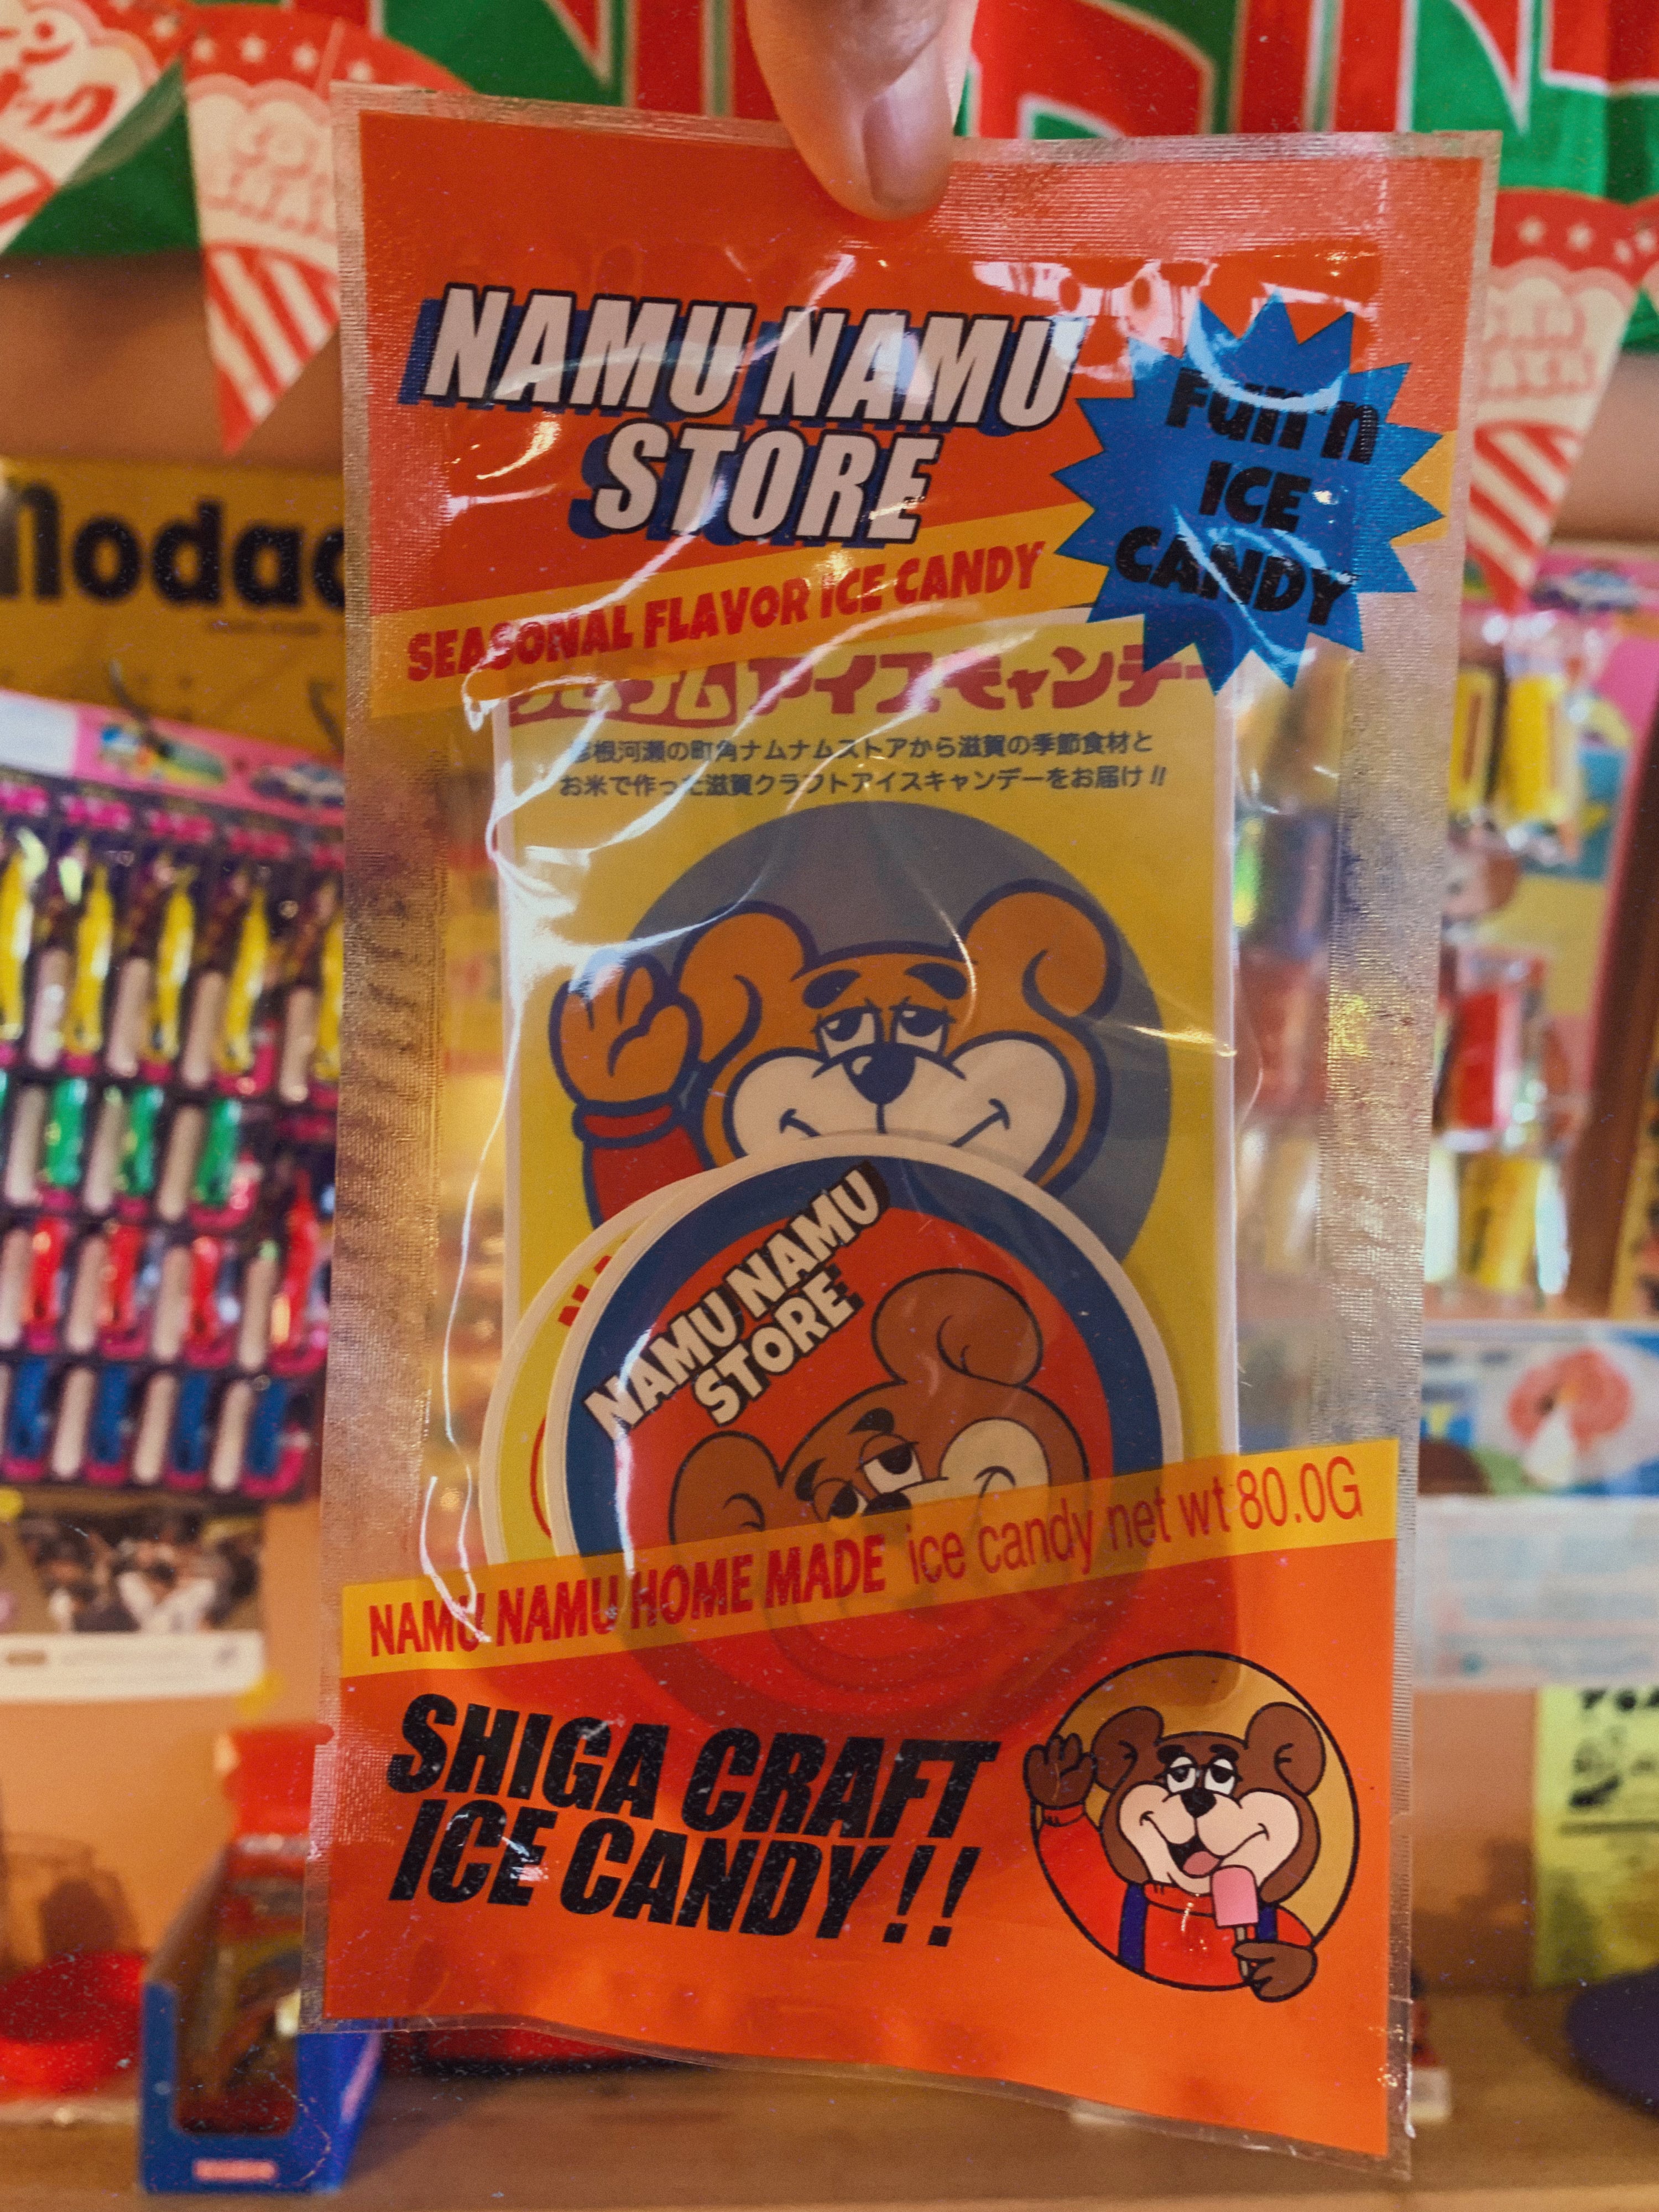 NAMU NAMU
STORE
Fun'n
ICE
CANDY
SEASONAL FLAVOR ICE CANDY
ナムナムアイスキャンデー
彦根河瀬の町角ナムナムストアから滋賀の季節食材と
お米で作った滋賀クラフトアイスキャンデーをお届け!!
NAMU NAMU
STORE
NAMU NAMU HOME MADE ice candy net wt 80.0G
SHIGA CRAFT
ICE CANDY!!